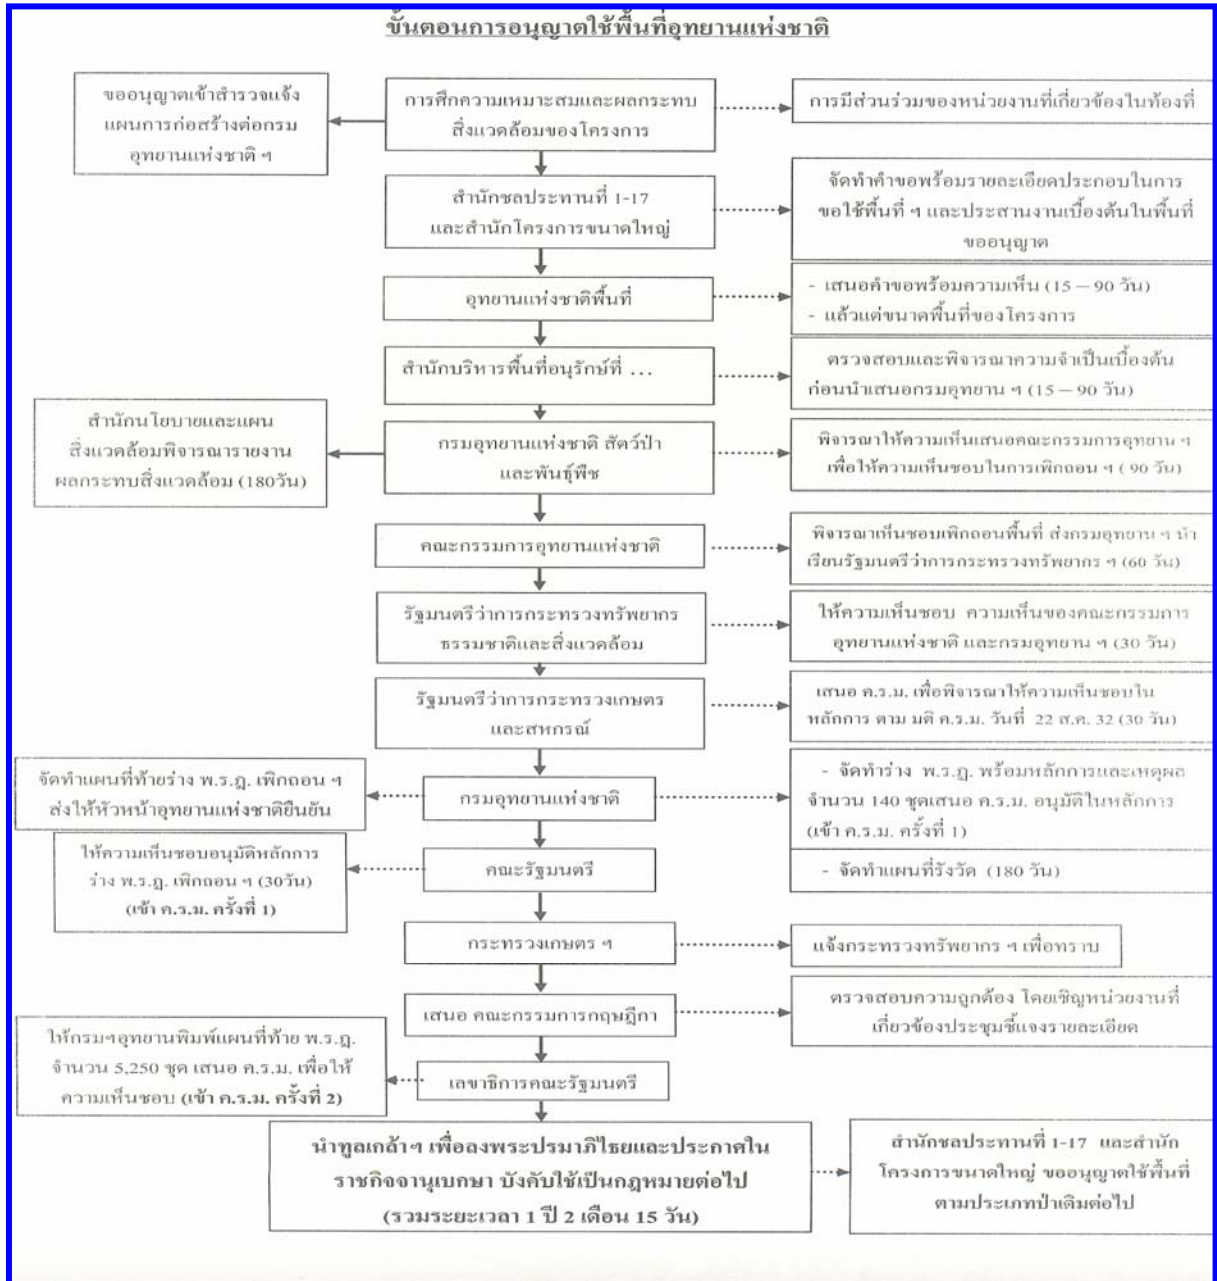 ขั้นตอนการอนุญาตใช้พื้นที่อุทยานแห่งชาติ
ขออนุญาตเข้าสำรวจแจ้ง
แผนการก่อสร้างต่อกรม
อุทยานแห่งชาติ ฯ
การศึกความเหมาะสมและผลกระทบ
สิ่งแวดล้อมของโครงการ
การมีส่วนร่วมของหน่วยงานที่เกี่ยวข้องในท้องที่
สำนักชลประทานที่ 1-17
และสำนักโครงการขนาดใหญ่
จัดทำคำขอพร้อมรายละเอียดประกอบในการ
ขอใช้พื้นที่ ฯ และประสานงานเบื้องต้นในพื้นที่
ขออนุญาต
อุทยานแห่งชาติพื้นที่
- เสนอคำขอพร้อมความเห็น (15 – 90 วัน)
- แล้วแต่ขนาดพื้นที่ของโครงการ
สำนักบริหารพื้นที่อนุรักษ์ที่ ...
ตรวจสอบและพิจารณาความจำเป็นเบื้องต้น
ก่อนนำเสนอกรมอุทยาน ฯ (15 – 90 วัน)
สำนักนโยบายและแผน
สิ่งแวดล้อมพิจารณารายงาน
ผลกระทบสิ่งแวดล้อม (180วัน)
กรมอุทยานแห่งชาติ สัตว์ป่า
และพันธุ์พืช
พิจารณาให้ความเห็นเสนอคณะกรรมการอุทยาน ฯ
เพื่อให้ความเห็นชอบในการเพิกถอน ฯ ( 90 วัน)
คณะกรรมการอุทยานแห่งชาติ
พิจารณาเห็นชอบเพิกถอนพื้นที่ ส่งกรมอุทยาน ฯ นำ
เรียนรัฐมนตรีว่าการกระทรวงทรัพยากร ฯ (60 วัน)
รัฐมนตรีว่าการกระทรวงทรัพยากร
ธรรมชาติและสิ่งแวดล้อม
ให้ความเห็นชอบ ความเห็นของคณะกรรมการ
อุทยานแห่งชาติ และกรมอุทยาน ฯ (30 วัน)
รัฐมนตรีว่าการกระทรวงเกษตร
และสหกรณ์
เสนอ ค.ร.ม. เพื่อพิจารณาให้ความเห็นชอบใน
หลักการ ตาม มติ ค.ร.ม. วันที่ 22 ส.ค. 32 (30 วัน)
จัดทำแผนที่ท้ายร่าง พ.ร.ฎ. เพิกถอน ฯ
ส่งให้หัวหน้าอุทยานแห่งชาติยืนยัน
กรมอุทยานแห่งชาติ
- จัดทำร่าง พ.ร.ฎ. พร้อมหลักการและเหตุผล
จำนวน 140 ชุดเสนอ ค.ร.ม. อนุมัติในหลักการ
(เข้า ค.ร.ม. ครั้งที่ 1)
- จัดทำแผนที่รังวัด (180 วัน)
ให้ความเห็นชอบอนุมัติหลักการ
ร่าง พ.ร.ฎ. เพิกถอน ฯ (30วัน)
(เข้า ค.ร.ม. ครั้งที่ 1)
คณะรัฐมนตรี
กระทรวงเกษตร ฯ
แจ้งกระทรวงทรัพยากร ฯ เพื่อทราบ
เสนอ คณะกรรมการกฤษฎีกา
ตรวจสอบความถูกต้อง โดยเชิญหน่วยงานที่
เกี่ยวข้องประชุมชี้แจงรายละเอียด
ให้กรมฯอุทยานพิมพ์แผนที่ท้าย พ.ร.ฎ.
จำนวน 5,250 ชุด เสนอ ค.ร.ม. เพื่อให้
ความเห็นชอบ (เข้า ค.ร.ม. ครั้งที่ 2)
เลขาธิการคณะรัฐมนตรี
นำทูลเกล้าฯ เพื่อลงพระปรมาภิไธยและประกาศใน
ราชกิจจานุเบกษา บังคับใช้เป็นกฎหมายต่อไป
(รวมระยะเวลา 1 ปี 2 เดือน 15 วัน)
สำนักชลประทานที่ 1-17 และสำนัก
โครงการขนาดใหญ่ ขออนุญาตใช้พื้นที่
ตามประเภทป่าเดิมต่อไป